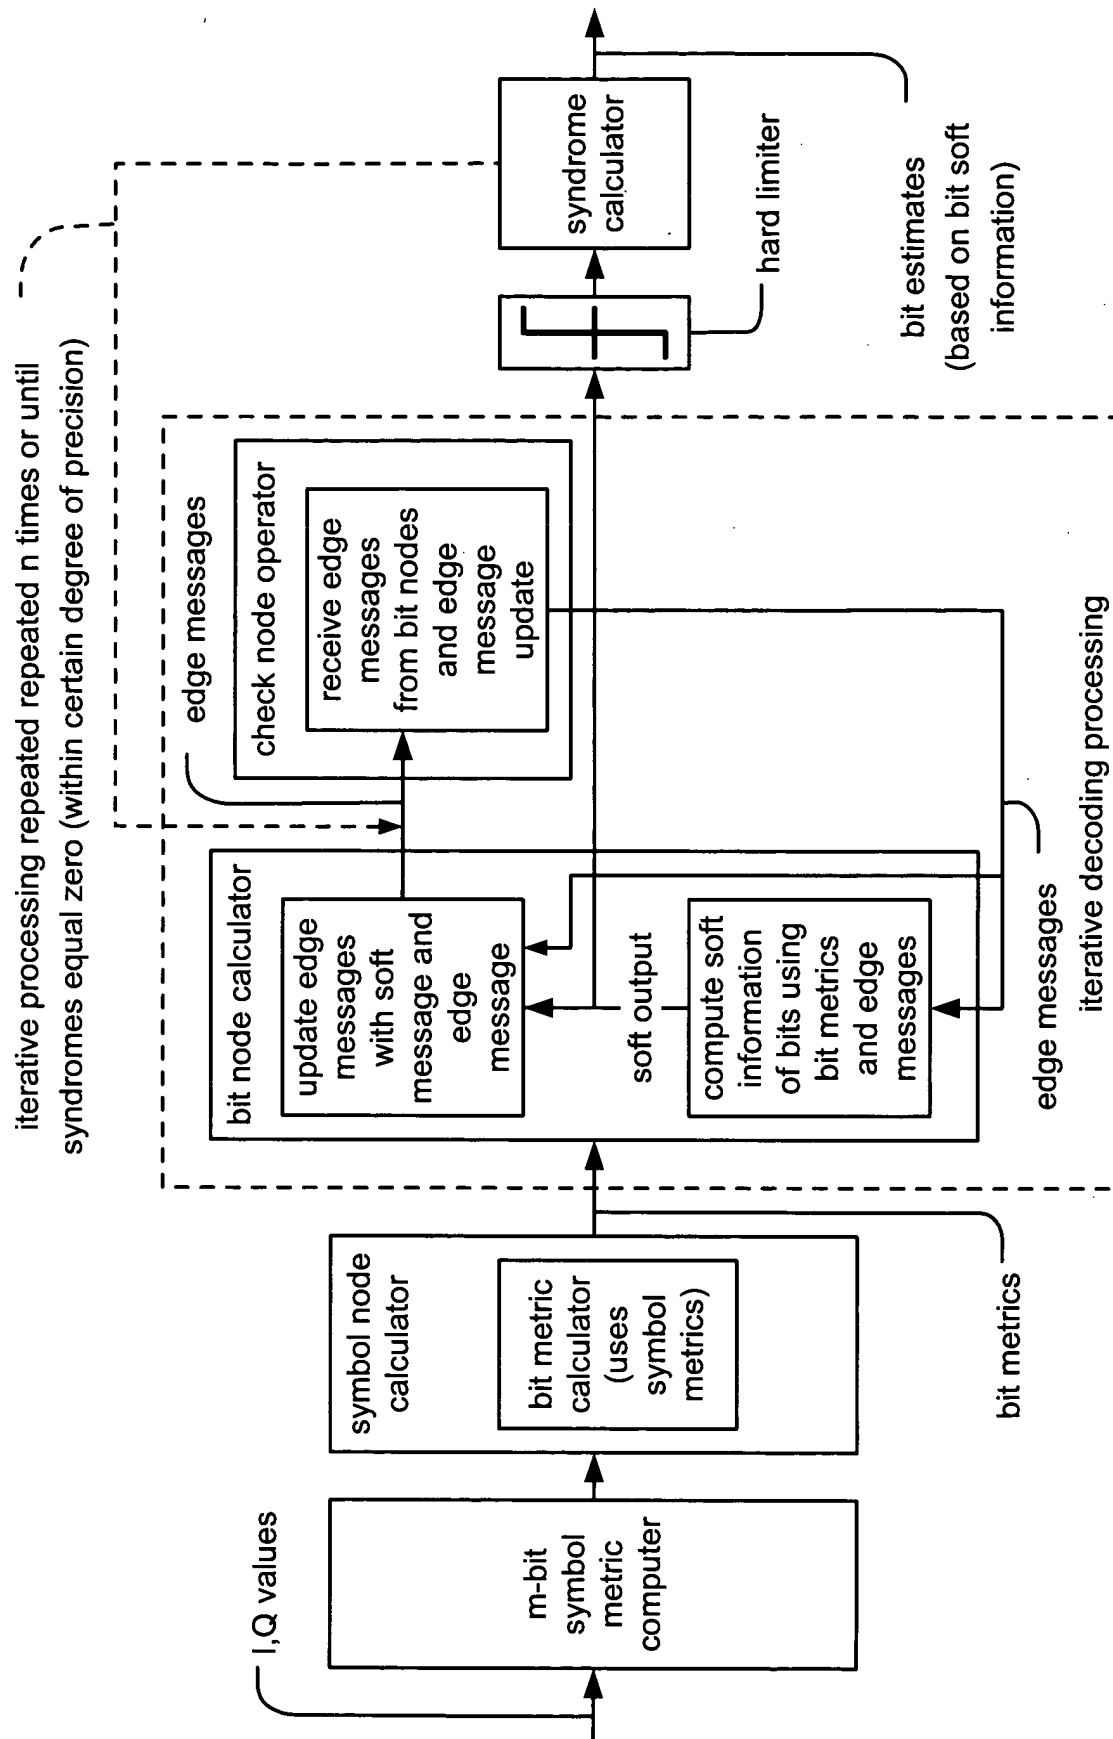 iterative processing repeated repeated n times or until
syndromes equal zero (within certain degree of precision)
I,Q values
m-bit
symbol
metric
computer
symbol node
calculator
bit metric
calculator
(uses
symbol
metrics)
bit metrics
bit node calculator
update edge
messages
with soft
message and
edge
message
soft output
compute soft
information
of bits using
bit metrics
and edge
messages
edge messages
check node operator
receive edge
messages
from bit nodes
and edge
message
update
edge messages
iterative decoding processing
hard limiter
syndrome
calculator
bit estimates
(based on bit soft
information)